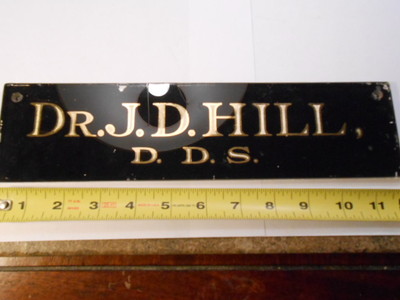 DR. J. D. HILL,
D. D. S.
1 2 3 4 5 6 7 8 9 10 11